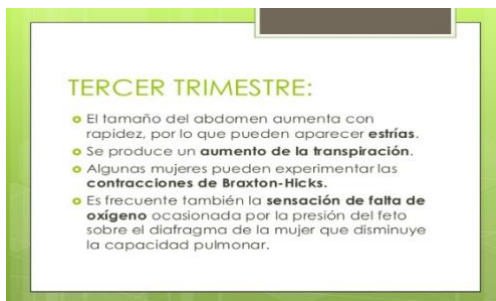 TERCER TRIMESTRE:
El tamaño del abdomen aumenta con
rapidez, por lo que pueden aparecer estrías.
Se produce un aumento de la transpiración.
Algunas mujeres pueden experimentar las
contracciones de Braxton-Hicks.
Es frecuente también la sensación de falta de
oxígeno ocasionada por la presión del feto
sobre el diafragma de la mujer que disminuye
la capacidad pulmonar.